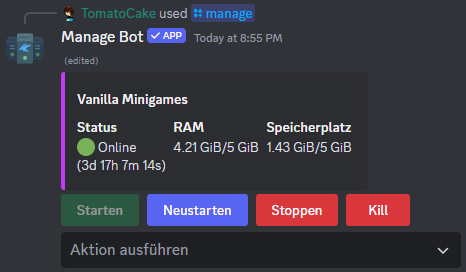 TomatoCake used manage
Manage Bot ✓ APP Today at 8:55 PM
(edited)
Vanilla Minigames
Status RAM Speicherplatz
Online 4.21 GiB/5 GiB 1.43 GiB/5 GiB
(3d 17h 7m 14s)
Starten Neustarten Stoppen Kill
Aktion ausführen